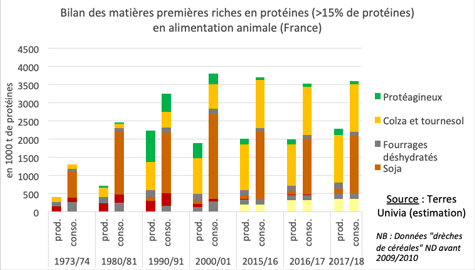 Bilan des matières premières riches en protéines (>15% de protéines)
en alimentation animale (France)
en 1000 t de protéines
4500
4000
3500
3000
2500
2000
1500
1000
500
0
prod. conso. prod. conso. prod. conso. prod. conso. prod. conso. prod. conso. prod. conso.
1973/74 1980/81 1990/91 2000/01 2015/16 2016/17 2017/18
Protéagineux
Colza et tournesol
Fourrages
déshydratés
Soja
Source : Terres
Univia (estimation)
NB : Données "drèches
de céréales" ND avant
2009/2010